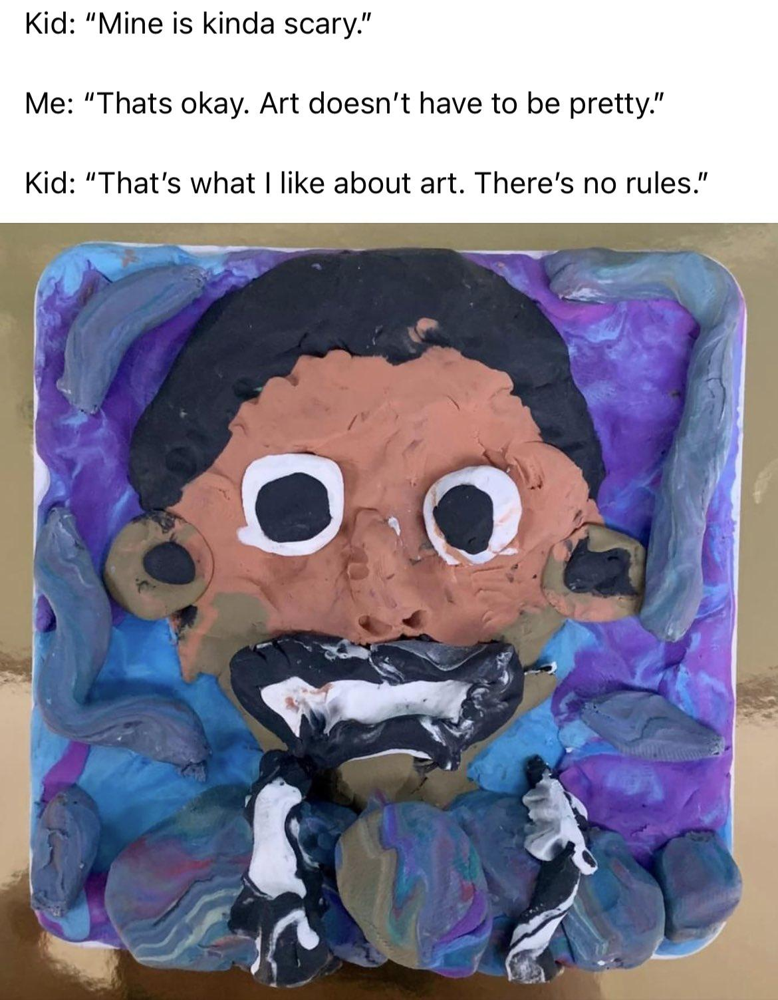 Kid: “Mine is kinda scary.”
Me: “Thats okay. Art doesn’t have to be pretty.”
Kid: “That’s what I like about art. There’s no rules.”